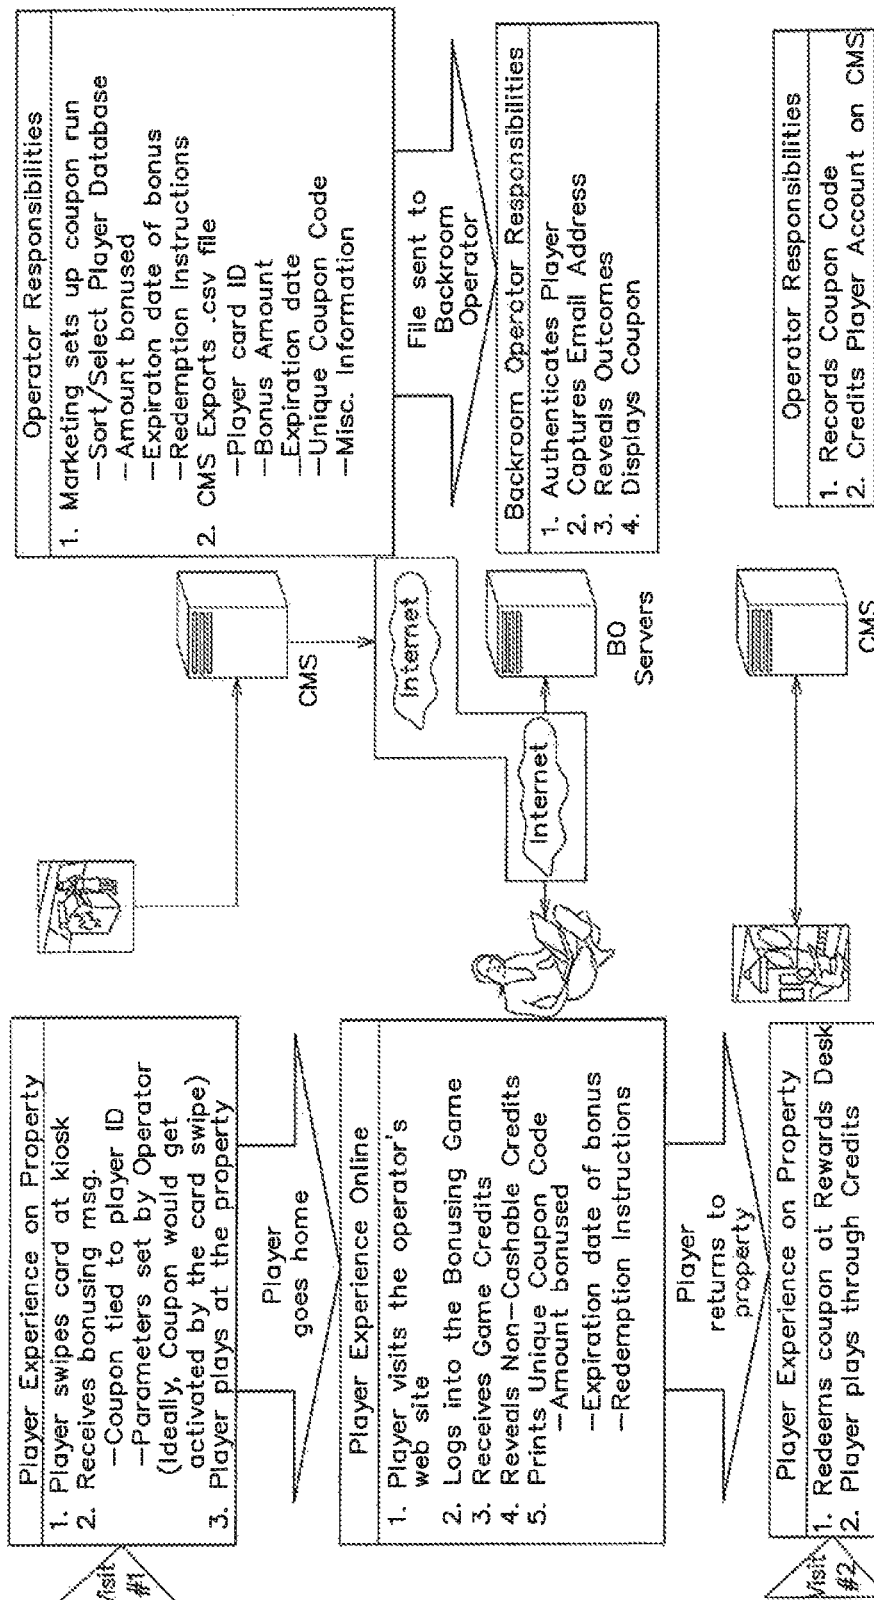 Visit
#1
Player Experience on Property
1. Player swipes card at kiosk
2. Receives bonusing msg.
-Coupon tied to player ID
-Parameters set by Operator
(Ideally, Coupon would get
activated by the card swipe)
3. Player plays at the property
Player
goes home
Player Experience Online
1. Player visits the operator's
web site
2. Logs into the Bonusing Game
3. Receives Game Credits
4. Reveals Non-Cashable Credits
5. Prints Unique Coupon Code
-Amount bonused
-Expiration date of bonus
-Redemption Instructions
Player
returns to
property
Visit
#2
Player Experience on Property
1. Redeems coupon at Rewards Desk
2. Player plays through Credits
CMS
Internet
Internet
BO
Servers
CMS
Operator Responsibilities
1. Marketing sets up coupon run
-Sort/Select Player Database
-Amount bonused
-Expiraton date of bonus
-Redemption Instructions
2. CMS Exports .csv file
-Player card ID
-Bonus Amount
-Expiration date
-Unique Coupon Code
-Misc. Information
File sent to
Backroom
Operator
Backroom Operator Responsibilities
1. Authenticates Player
2. Captures Email Address
3. Reveals Outcomes
4. Displays Coupon
Operator Responsibilities
1. Records Coupon Code
2. Credits Player Account on CMS